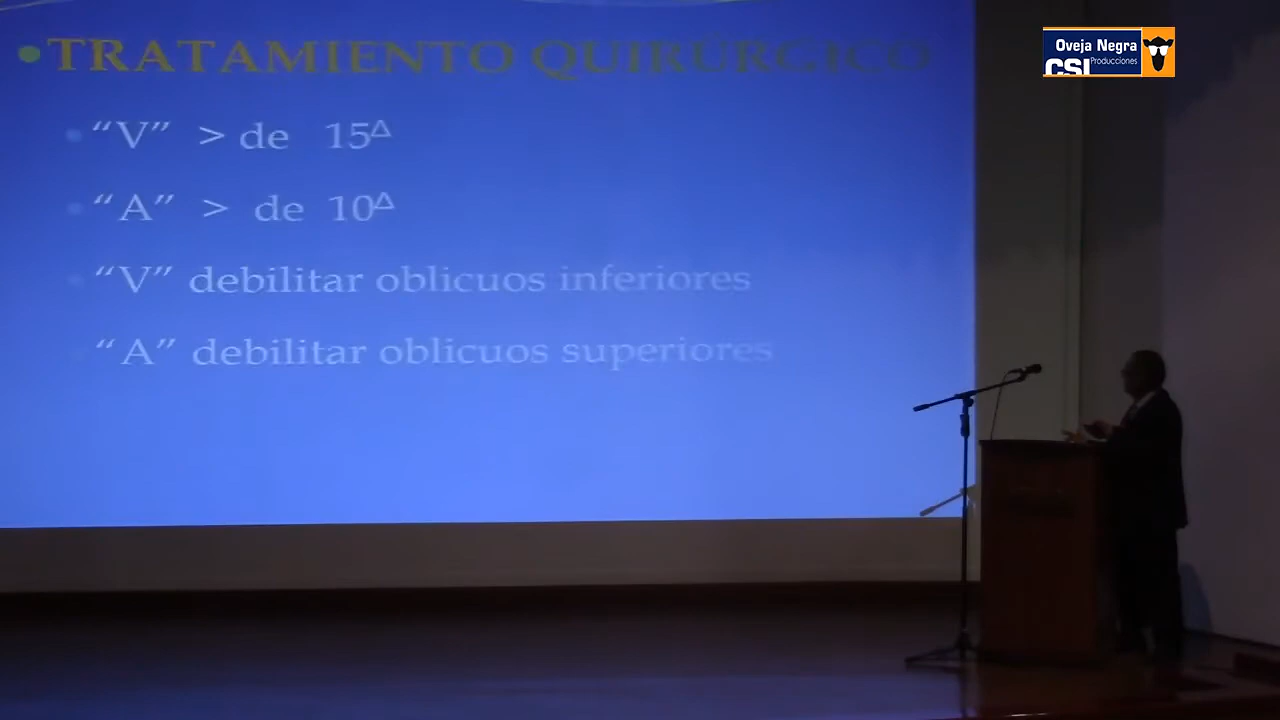 • TRATAMIENTO QUIRÚRGICO
• “V” > de 15Δ
• “A” > de 10Δ
• “V” debilitar oblicuos inferiores
“A” debilitar oblicuos superiores
Oveja Negra
CSI Producciones